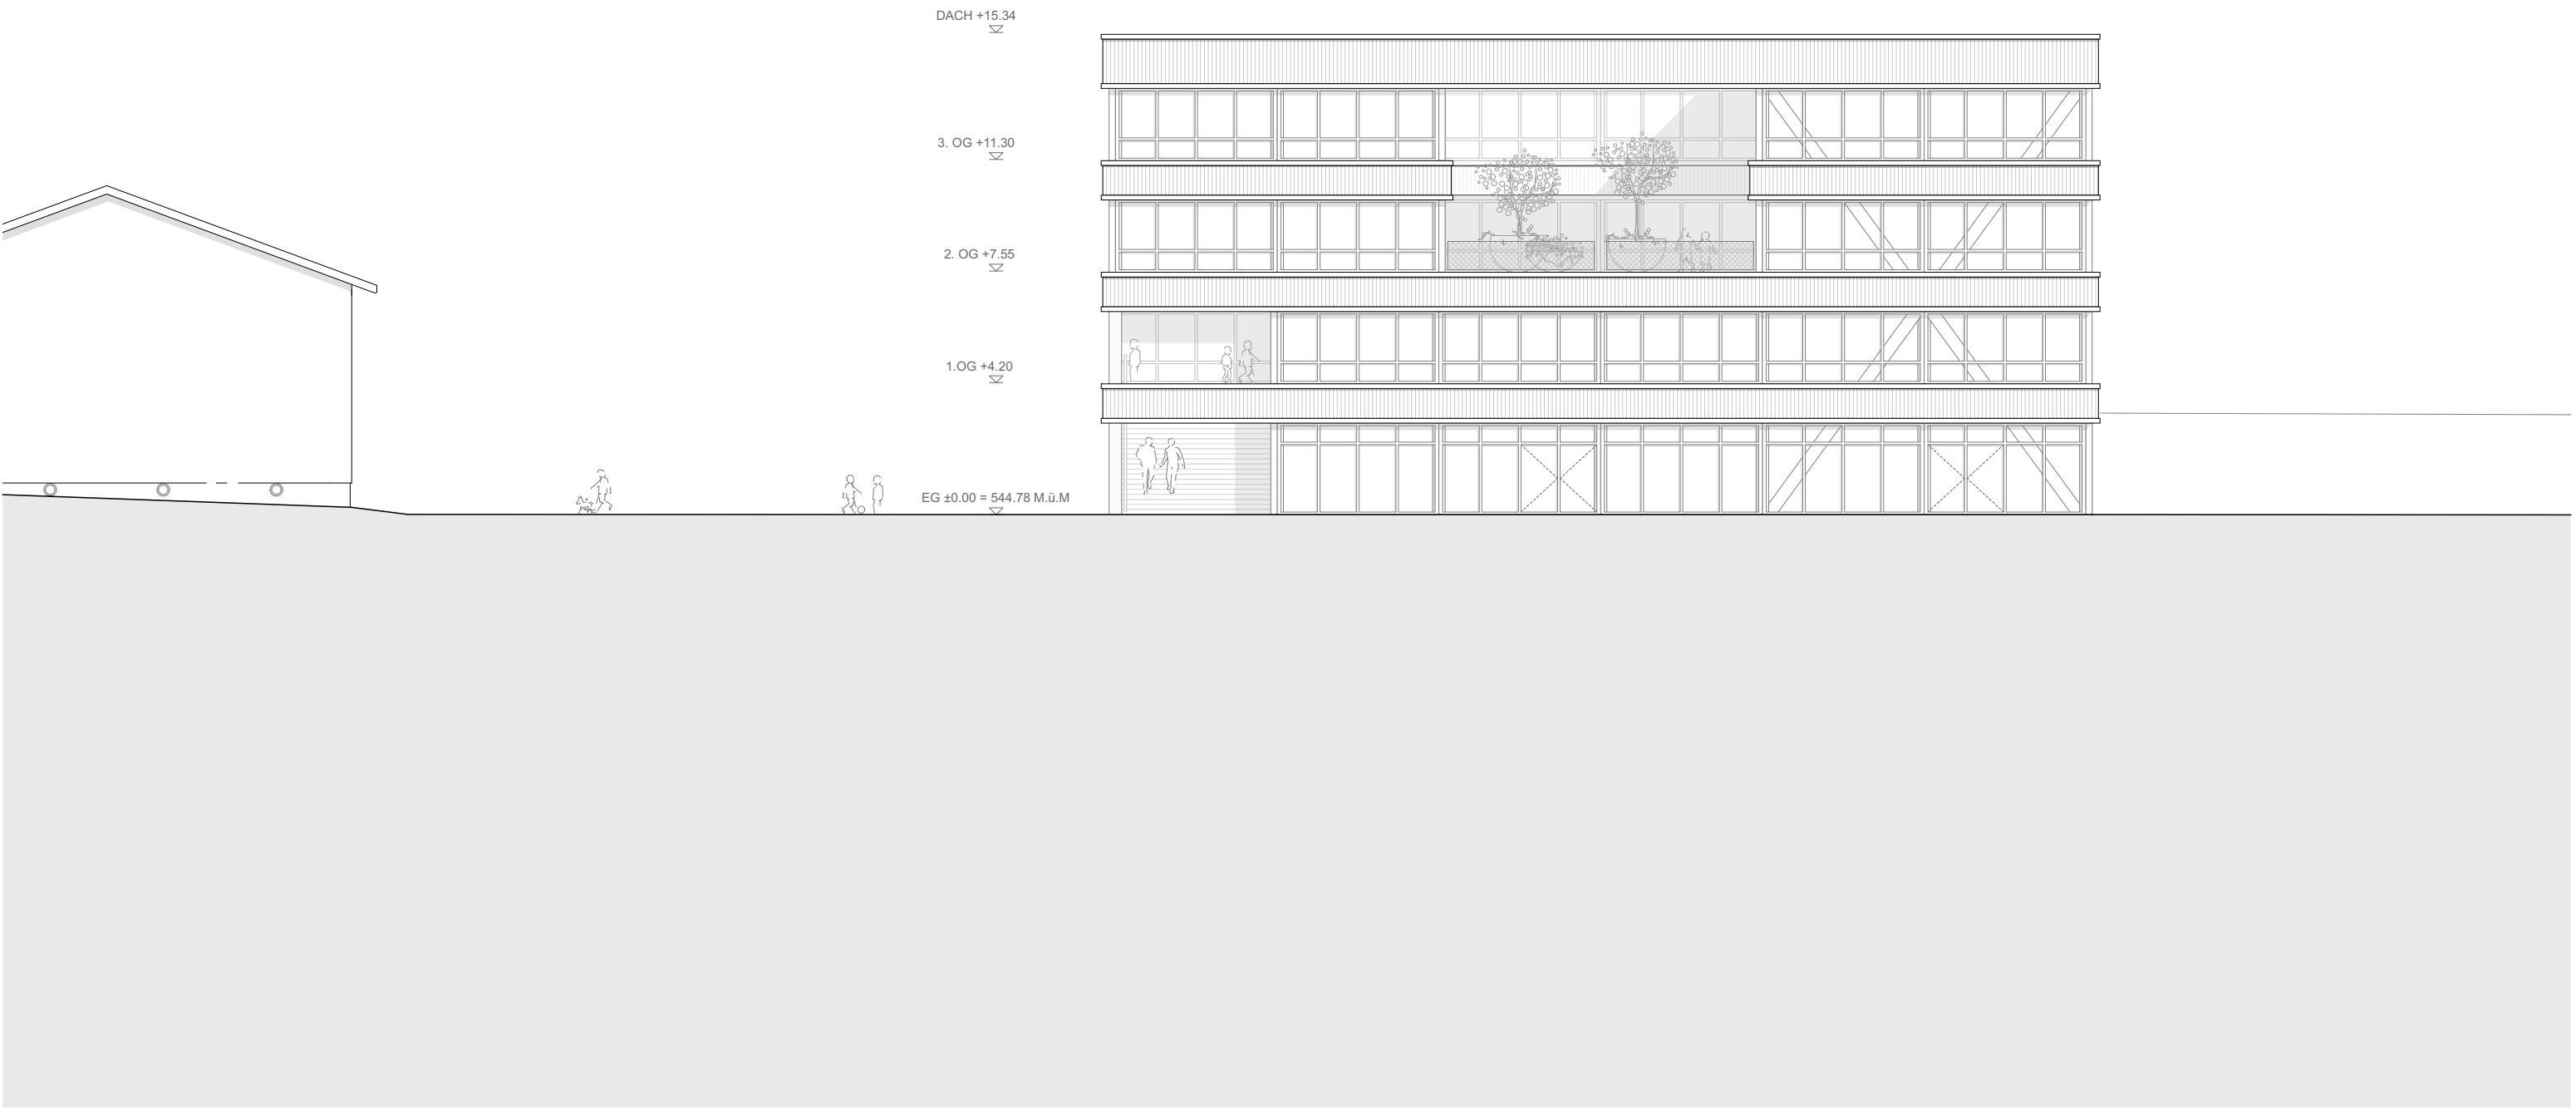 DACH +15.34
3. OG +11.30
2. OG +7.55
1.OG +4.20
EG ±0.00 = 544.78 M.ü.M